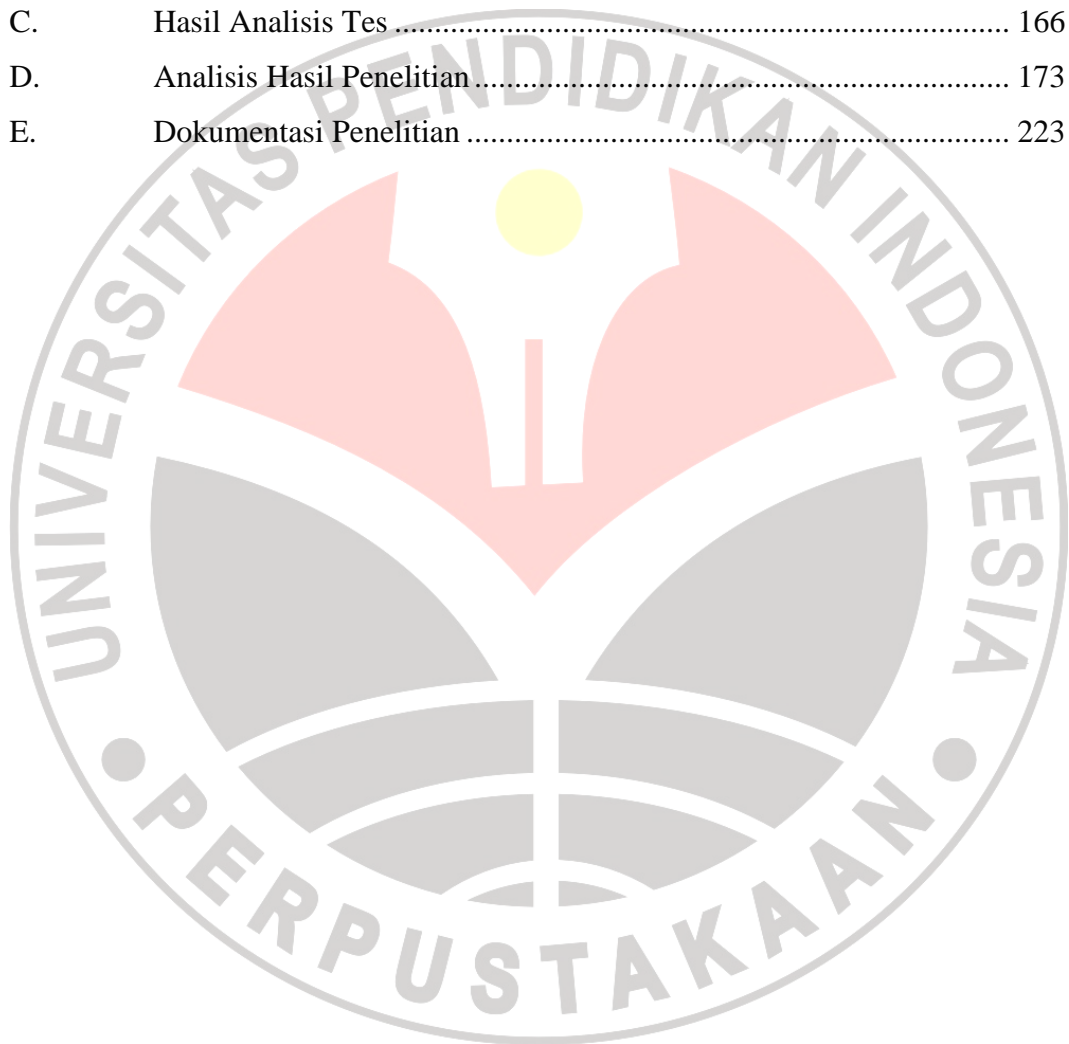 C. Hasil Analisis Tes ............................................................................ 166
D. Analisis Hasil Penelitian .................................................................. 173
E. Dokumentasi Penelitian ................................................................... 223
UNIVERSITAS PENDIDIKAN INDONESIA
PERPUSTAKAAN